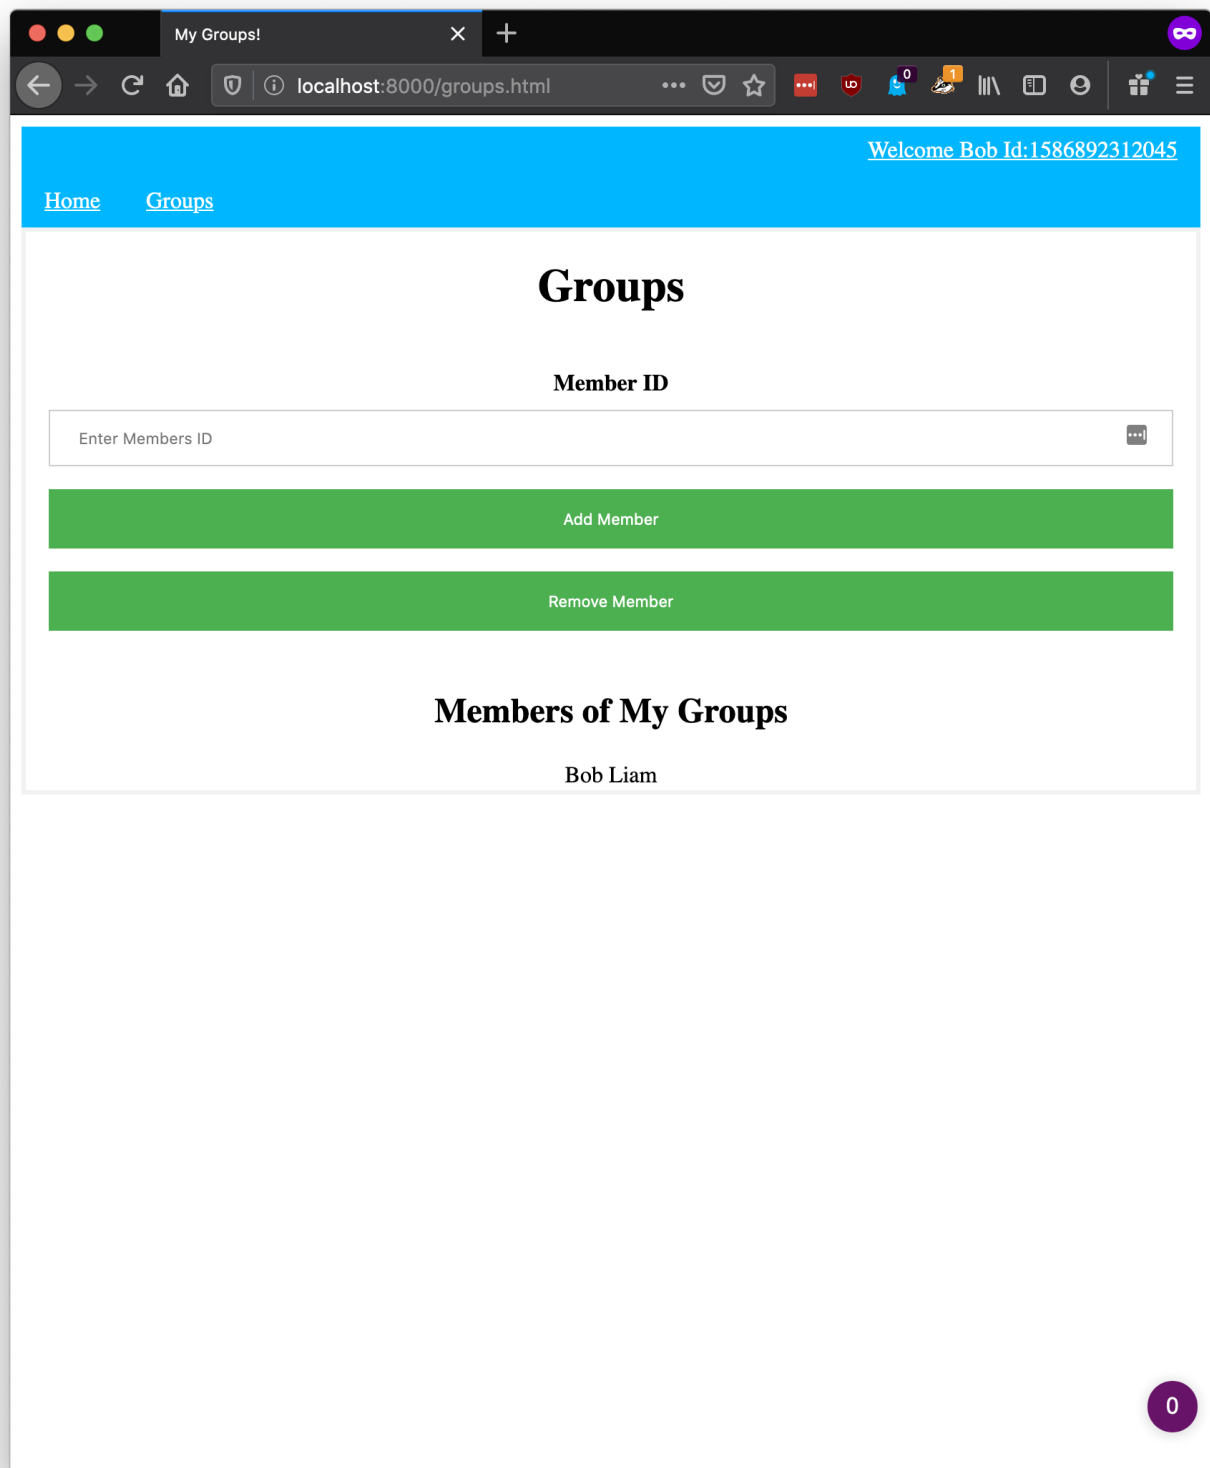 My Groups!
localhost:8000/groups.html
0
1
Welcome Bob Id:1586892312045
Home Groups
Groups
Member ID
Enter Members ID
Add Member
Remove Member
Members of My Groups
Bob Liam
0